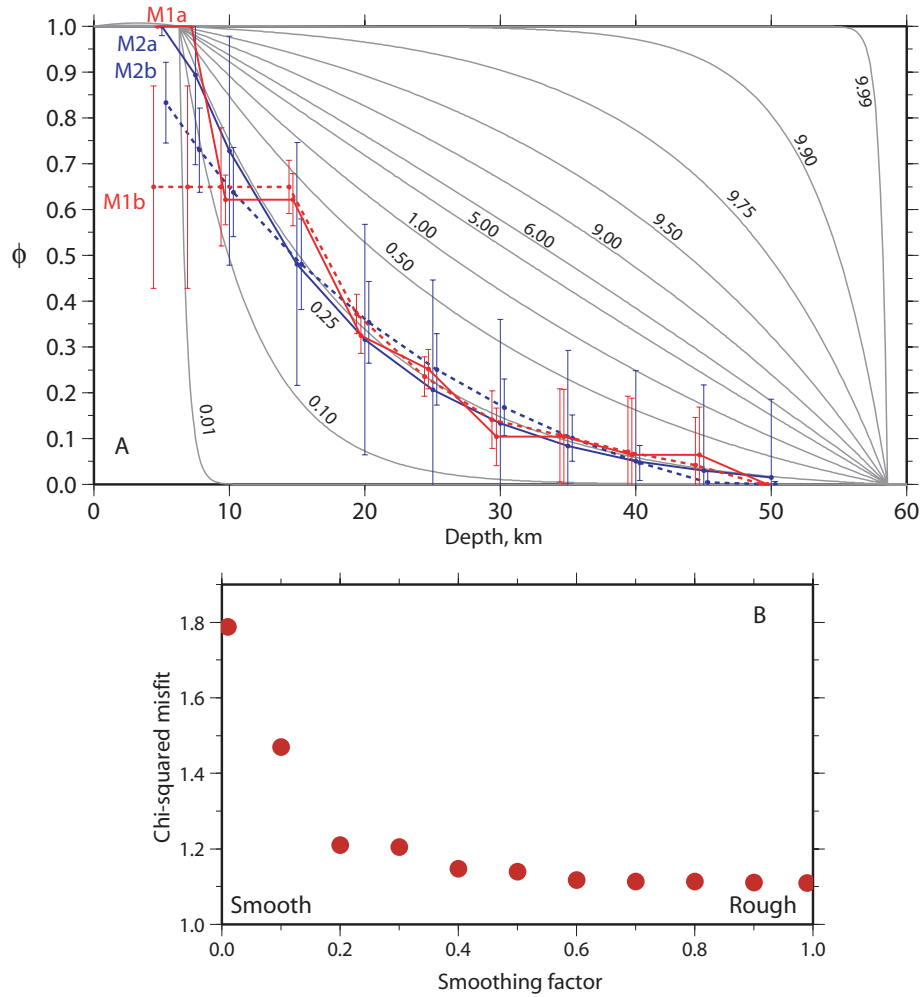 M1a
1.0
M2a
0.9
M2b
0.8
9.99
0.7
9.90
M1b
0.6
9.75
ϕ
0.5
1.00 5.00 6.00 9.00 9.50
0.50
0.4
0.25
0.3
0.2
0.10
0.01
0.1
A
0.0
0 10 20 30 40 50 60
Depth, km
B
1.8
1.6
Chi-squared misfit
1.4
1.2
Smooth Rough
1.0
0.0 0.2 0.4 0.6 0.8 1.0
Smoothing factor